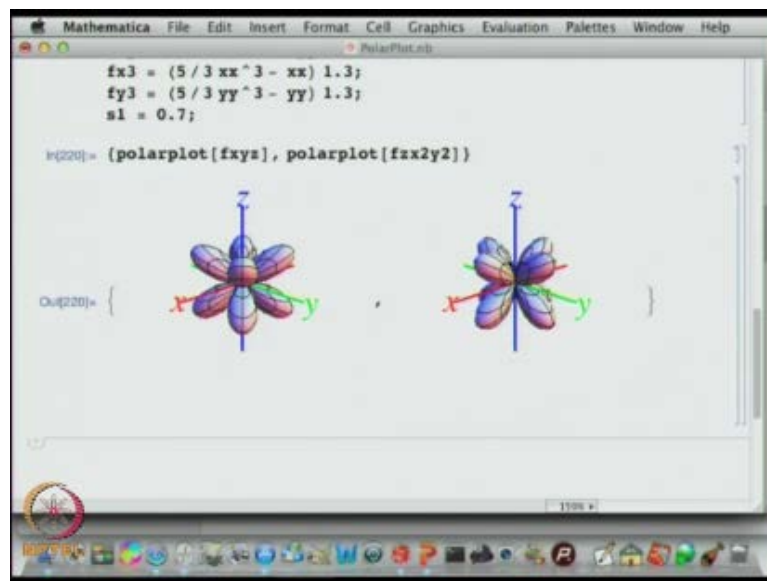 Mathematica File Edit Insert Format Cell Graphics Evaluation Palettes Window Help
PolarPlot.nb
fx3 = (5 / 3 xx^3 - xx) 1.3;
fy3 = (5 / 3 yy^3 - yy) 1.3;
s1 = 0.7;
In[220]:= {polarplot[fxyz], polarplot[fzx2y2]}
z z
Out[220]= { x y , x y }
150%
NPTEL